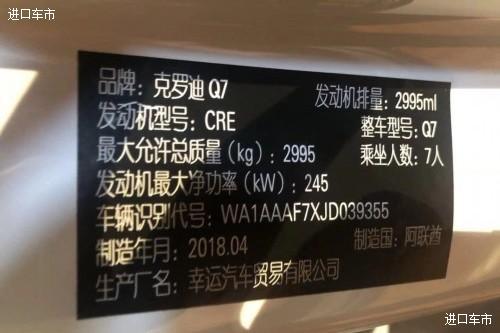 进口车市
品牌：克罗迪 Q7
发动机排量：2995ml
发动机型号：CRE
整车型号：Q7
最大允许总质量（kg）：2995
乘坐人数：7人
发动机最大净功率（kW）：245
车辆识别代号：WA1AAAF7XJD039355
制造年月：2018.04
制造国：阿联酋
生产厂名：幸运汽车贸易有限公司
进口车市